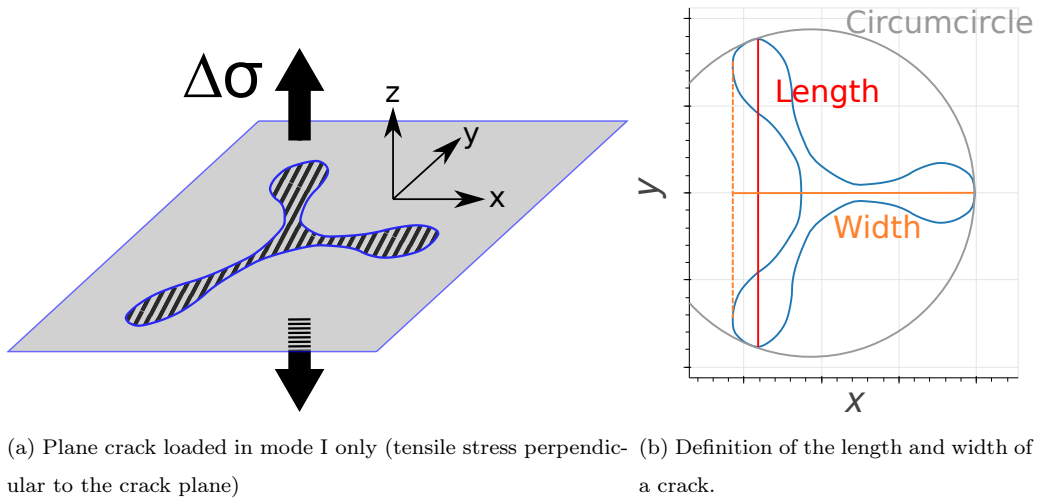 Δσ
z
y
x
Circumcircle
Length
Width
y
x
(a) Plane crack loaded in mode I only (tensile stress perpendic-
ular to the crack plane)
(b) Definition of the length and width of
a crack.